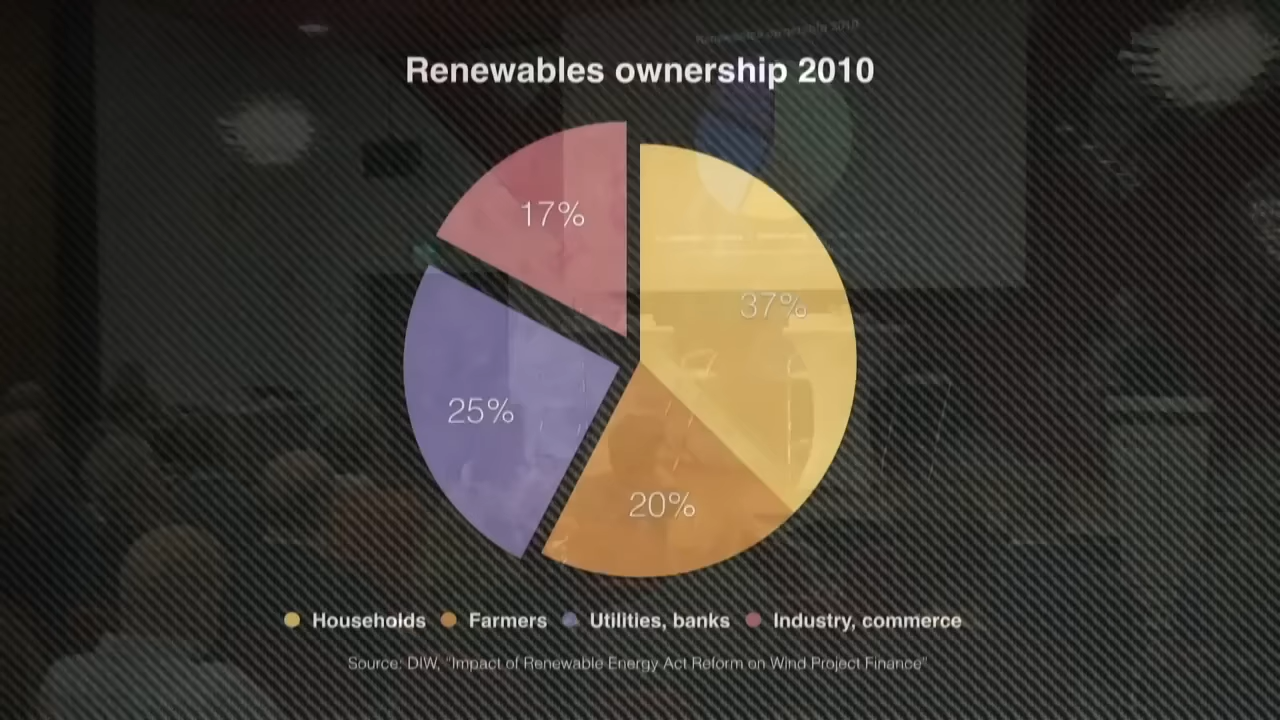 Renewables ownership 2010
17%
37%
25%
20%
Households Farmers Utilities, banks Industry, commerce
Source: DIW, "Impact of Renewable Energy Act Reform on Wind Project Finance"